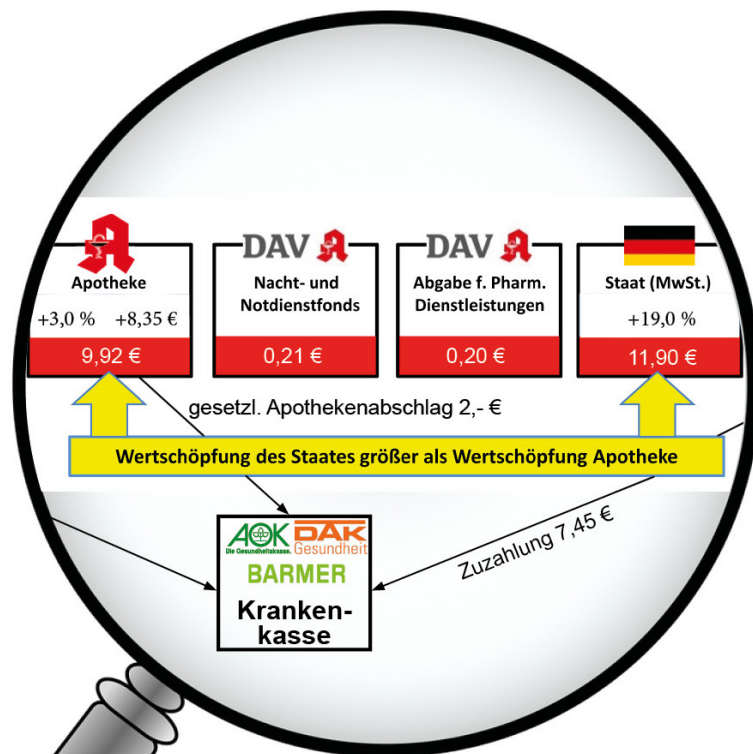 DAV
DAV
Apotheke
+3,0 % +8,35 €
9,92 €
Nacht- und
Notdienstfonds
0,21 €
Abgabe f. Pharm.
Dienstleistungen
0,20 €
Staat (MwSt.)
+19,0 %
11,90 €
gesetzl. Apothekenabschlag 2,- €
Wertschöpfung des Staates größer als Wertschöpfung Apotheke
Zuzahlung 7,45 €
AOK
Die Gesundheitskasse.
DAK
Gesundheit
BARMER
Kranken-
kasse